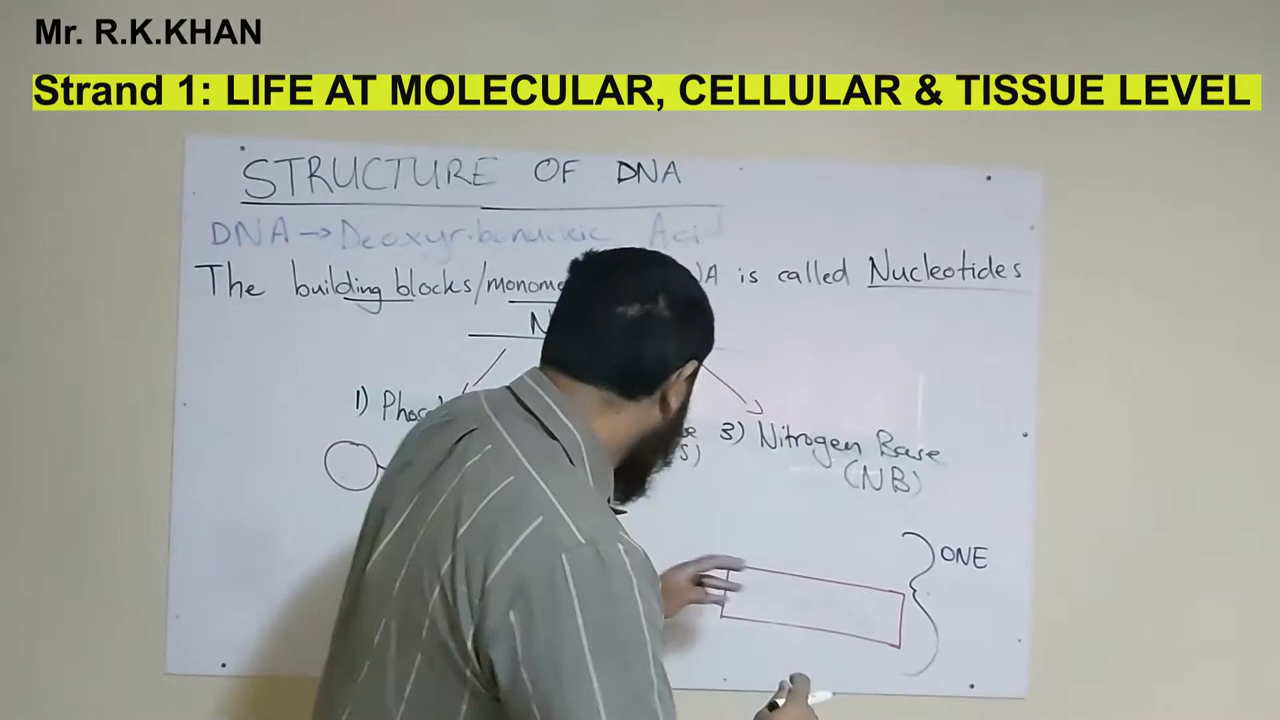 Mr. R.K.KHAN
Strand 1: LIFE AT MOLECULAR, CELLULAR & TISSUE LEVEL
STRUCTURE OF DNA
DNA → Deoxyribonucleic Acid
The building blocks/monome A is called Nucleotides
N
1) Phos
3) Nitrogen Base
S)
(NB)
ONE